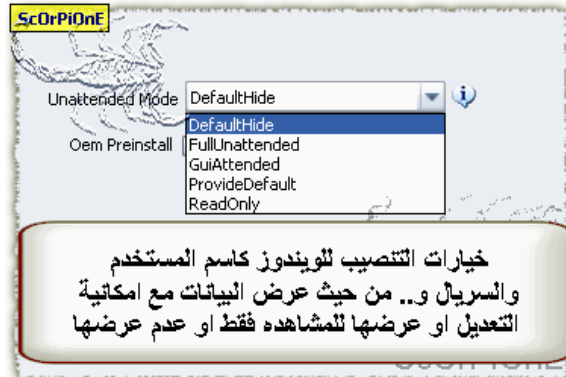 ScOrPiOnE
Unattended Mode DefaultHide
DefaultHide
Oem Preinstall FullUnattended
GuiAttended
ProvideDefault
ReadOnly
خيارات التنصيب للويندوز كاسم المستخدم
والسريال و.. من حيث عرض البيانات مع امكانية
التعديل او عرضها للمشاهده فقط او عدم عرضها
ScOrPiOnE